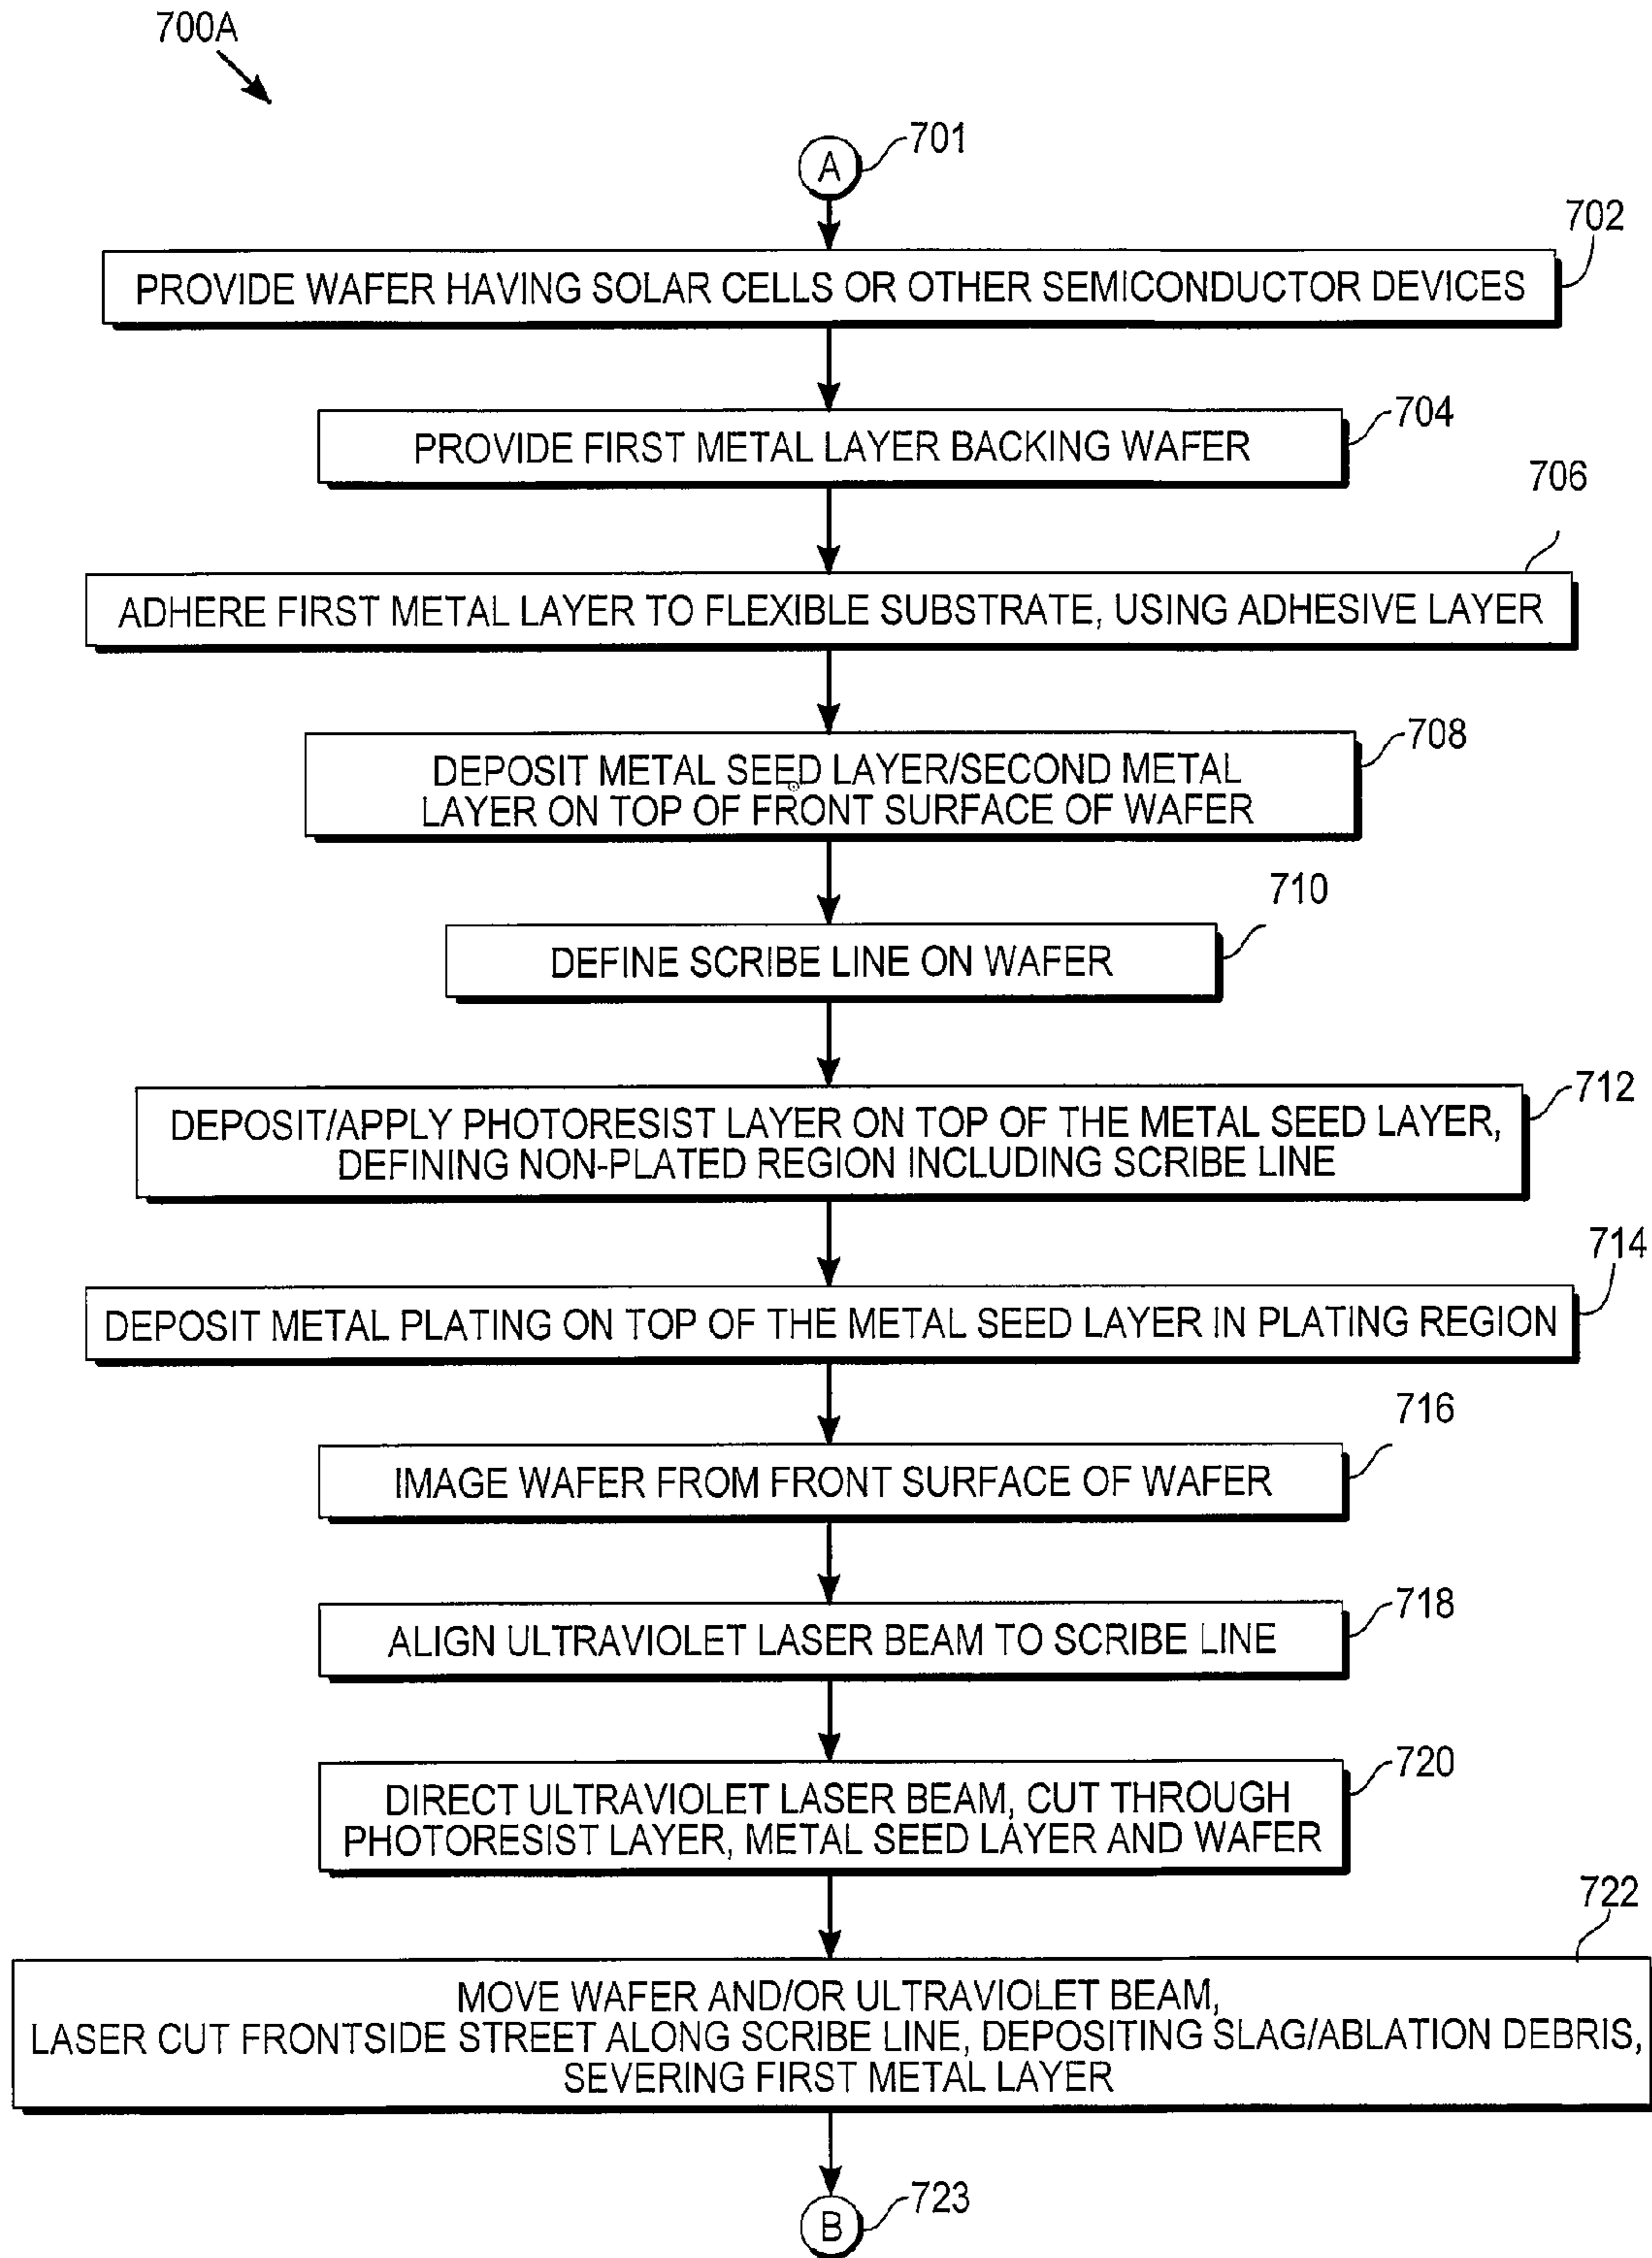 700A
A
701
702
PROVIDE WAFER HAVING SOLAR CELLS OR OTHER SEMICONDUCTOR DEVICES
704
PROVIDE FIRST METAL LAYER BACKING WAFER
706
ADHERE FIRST METAL LAYER TO FLEXIBLE SUBSTRATE, USING ADHESIVE LAYER
708
DEPOSIT METAL SEED LAYER/SECOND METAL
LAYER ON TOP OF FRONT SURFACE OF WAFER
710
DEFINE SCRIBE LINE ON WAFER
712
DEPOSIT/APPLY PHOTORESIST LAYER ON TOP OF THE METAL SEED LAYER,
DEFINING NON-PLATED REGION INCLUDING SCRIBE LINE
714
DEPOSIT METAL PLATING ON TOP OF THE METAL SEED LAYER IN PLATING REGION
716
IMAGE WAFER FROM FRONT SURFACE OF WAFER
718
ALIGN ULTRAVIOLET LASER BEAM TO SCRIBE LINE
720
DIRECT ULTRAVIOLET LASER BEAM, CUT THROUGH
PHOTORESIST LAYER, METAL SEED LAYER AND WAFER
722
MOVE WAFER AND/OR ULTRAVIOLET BEAM,
LASER CUT FRONTSIDE STREET ALONG SCRIBE LINE, DEPOSITING SLAG/ABLATION DEBRIS,
SEVERING FIRST METAL LAYER
B
723